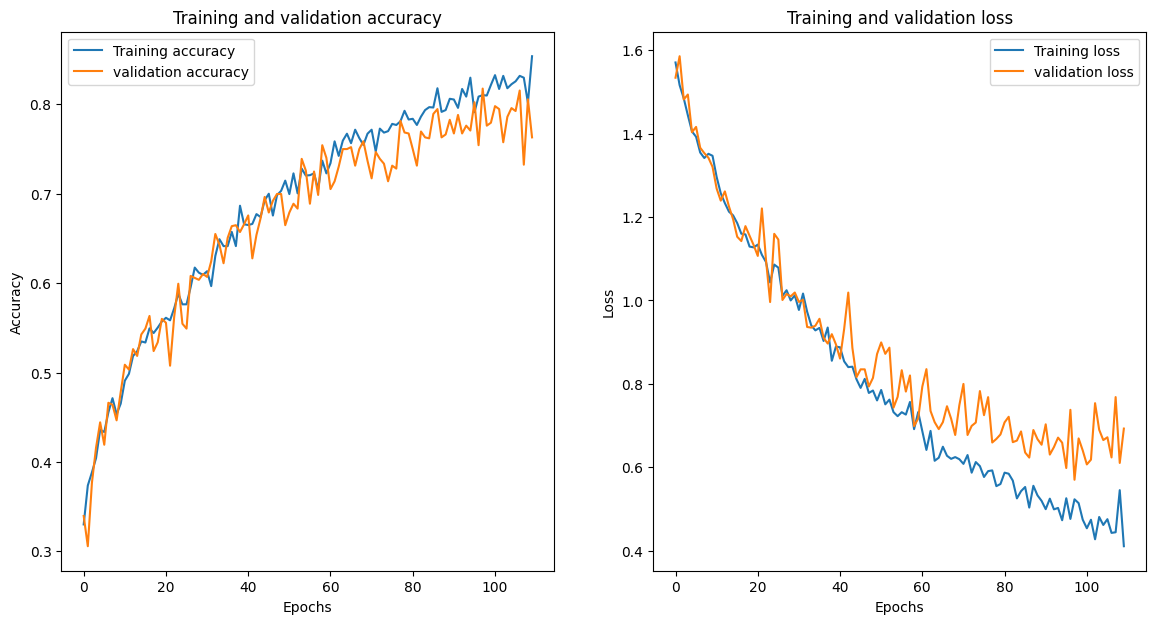 Training and validation accuracy
Training accuracy
validation accuracy
Accuracy
0.8
0.7
0.6
0.5
0.4
0.3
0 20 40 60 80 100
Epochs
Training and validation loss
Training loss
validation loss
Loss
1.6
1.4
1.2
1.0
0.8
0.6
0.4
0 20 40 60 80 100
Epochs